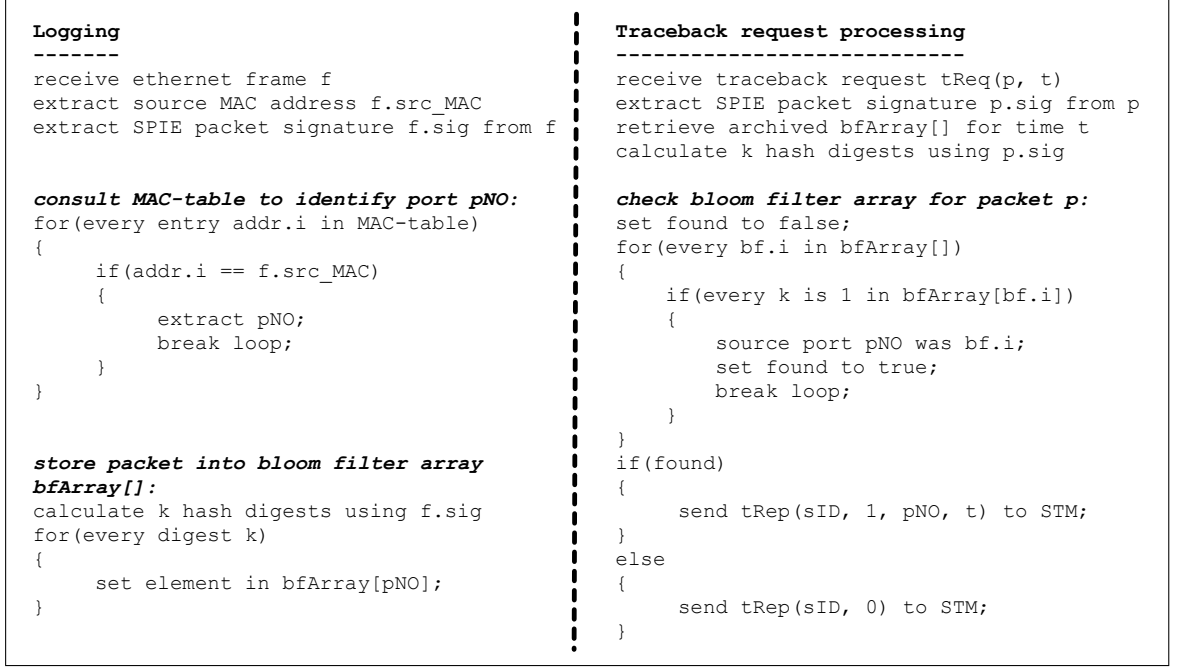 Logging
-------
receive ethernet frame f
extract source MAC address f.src_MAC
extract SPIE packet signature f.sig from f
consult MAC-table to identify port pNO:
for(every entry addr.i in MAC-table)
{
if(addr.i == f.src_MAC)
{
extract pNO;
break loop;
}
}
store packet into bloom filter array
bfArray[]:
calculate k hash digests using f.sig
for(every digest k)
{
set element in bfArray[pNO];
}
Traceback request processing
----------------------------
receive traceback request tReq(p, t)
extract SPIE packet signature p.sig from p
retrieve archived bfArray[] for time t
calculate k hash digests using p.sig
check bloom filter array for packet p:
set found to false;
for(every bf.i in bfArray[])
{
if(every k is 1 in bfArray[bf.i])
{
source port pNO was bf.i;
set found to true;
break loop;
}
}
if(found)
{
send tRep(sID, 1, pNO, t) to STM;
}
else
{
send tRep(sID, 0) to STM;
}